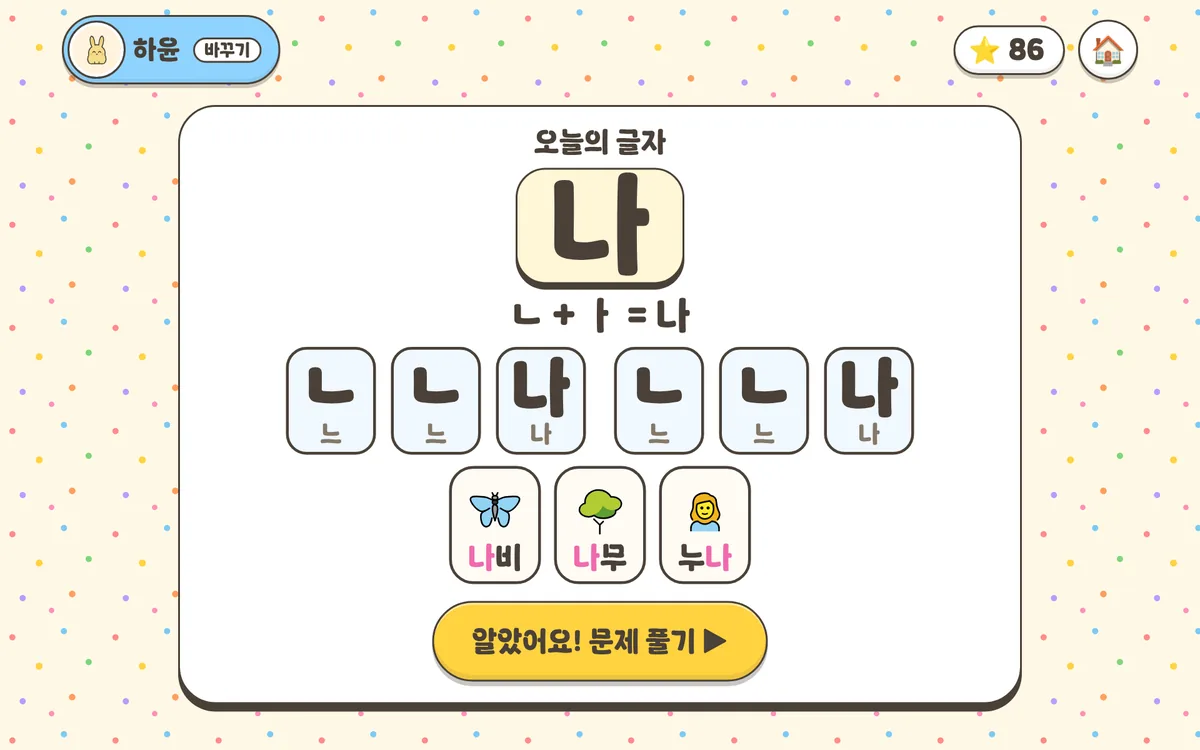 하윤 바꾸기
86
오늘의 글자
나
ㄴ + ㅏ = 나
ㄴ ㄴ 나 ㄴ ㄴ 나
느 느 나 느 느 나
나비 나무 누나
알았어요! 문제 풀기 ▶